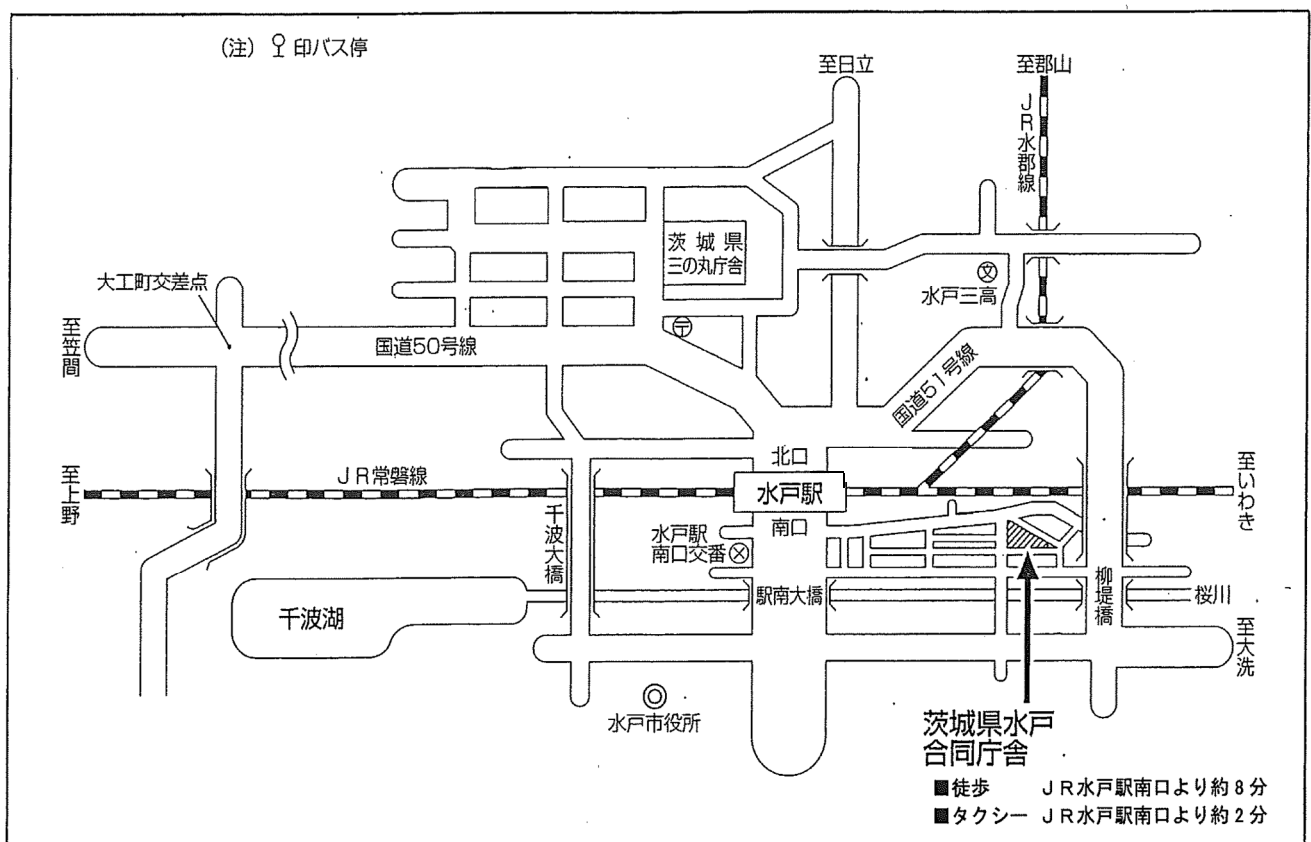 (注) 印バス停
至日立
至郡山
JR水郡線
茨城県
三の丸庁舎
文
水戸三高
大工町交差点
至笠間
〒
国道50号線
国道51号線
北口
至上野
JR常磐線
水戸駅
至いわき
千波大橋
水戸駅
南口交番
南口
千波湖
駅南大橋
柳堤橋
桜川
至大洗
水戸市役所
茨城県水戸
合同庁舎
■徒歩 JR水戸駅南口より約8分
■タクシー JR水戸駅南口より約2分